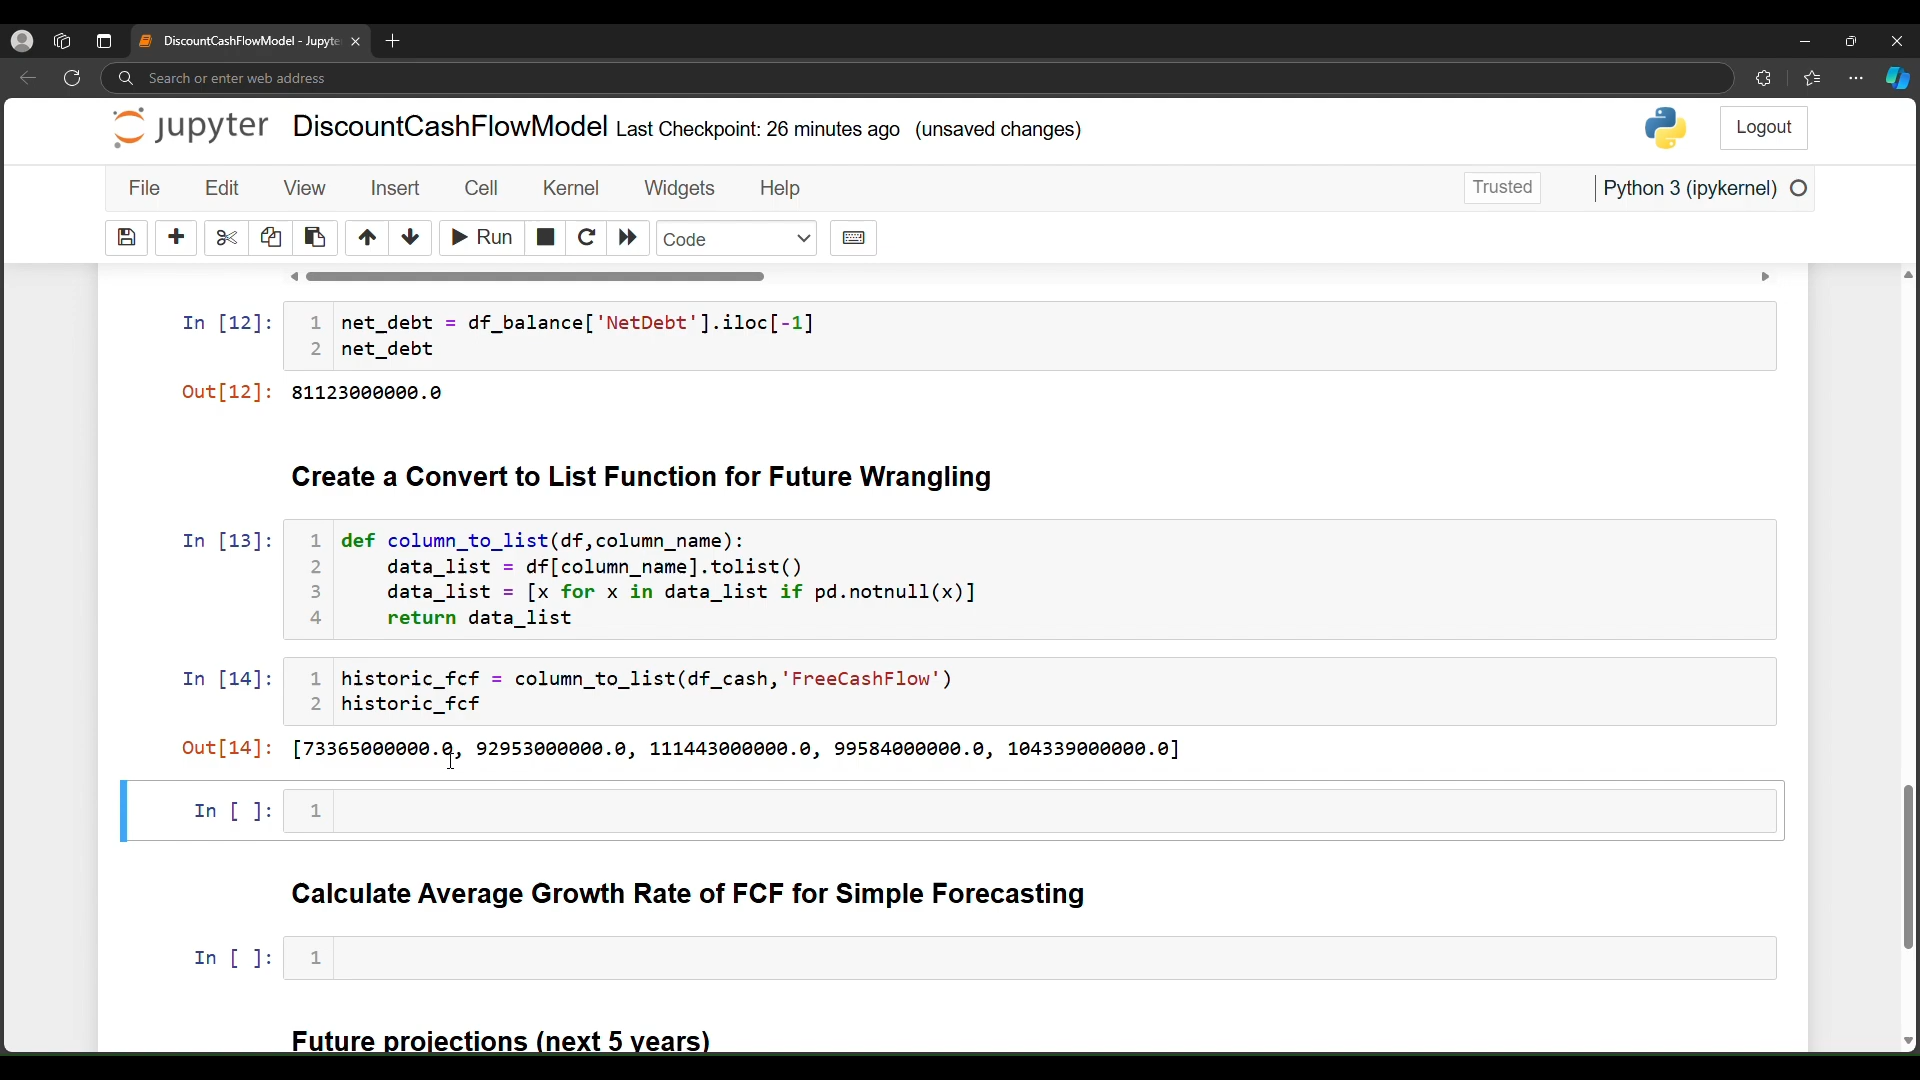 DiscountCashFlowModel - Jupyte
Search or enter web address
jupyter DiscountCashFlowModel Last Checkpoint: 26 minutes ago (unsaved changes)
Logout
File Edit View Insert Cell Kernel Widgets Help Trusted Python 3 (ipykernel)
Run Code
In [12]: 1 net_debt = df_balance['NetDebt'].iloc[-1]
2 net_debt
Out[12]: 81123000000.0
Create a Convert to List Function for Future Wrangling
In [13]: 1 def column_to_list(df,column_name):
2 data_list = df[column_name].tolist()
3 data_list = [x for x in data_list if pd.notnull(x)]
4 return data_list
In [14]: 1 historic_fcf = column_to_list(df_cash,'FreeCashFlow')
2 historic_fcf
Out[14]: [73365000000.0, 92953000000.0, 111443000000.0, 99584000000.0, 104339000000.0]
In [ ]: 1
Calculate Average Growth Rate of FCF for Simple Forecasting
In [ ]: 1
Future projections (next 5 years)